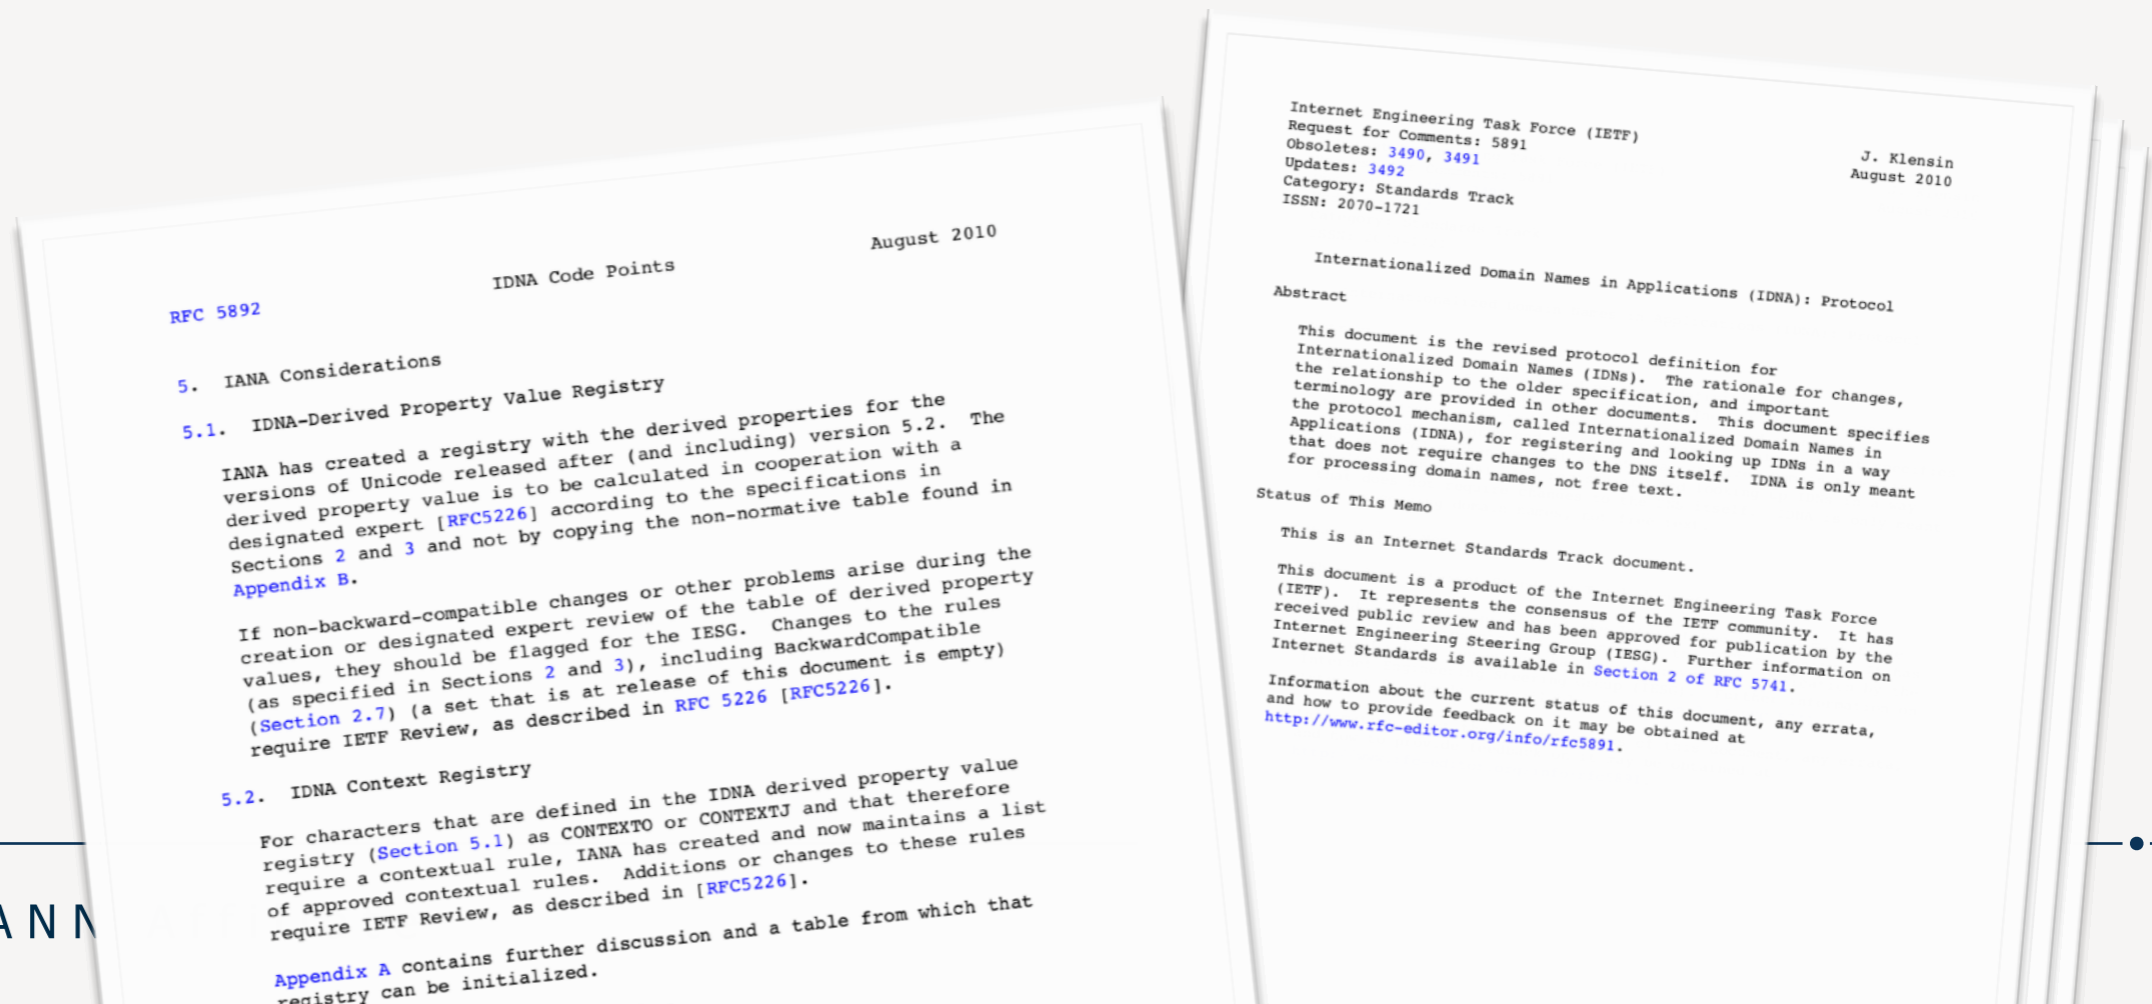 August 2010
IDNA Code Points
RFC 5892
5. IANA Considerations
5.1. IDNA-Derived Property Value Registry
IANA has created a registry with the derived properties for the
versions of Unicode released after (and including) version 5.2. The
derived property value is to be calculated in cooperation with a
designated expert [RFC5226] according to the specifications in
Sections 2 and 3 and not by copying the non-normative table found in
Appendix B.
If non-backward-compatible changes or other problems arise during the
creation or designated expert review of the table of derived property
values, they should be flagged for the IESG. Changes to the rules
(as specified in Sections 2 and 3), including BackwardCompatible
(Section 2.7) (a set that is at release of this document is empty)
require IETF Review, as described in RFC 5226 [RFC5226].
5.2. IDNA Context Registry
For characters that are defined in the IDNA derived property value
registry (Section 5.1) as CONTEXTO or CONTEXTJ and that therefore
require a contextual rule, IANA has created and now maintains a list
of approved contextual rules. Additions or changes to these rules
require IETF Review, as described in [RFC5226].
Appendix A contains further discussion and a table from which that
registry can be initialized.
Internet Engineering Task Force (IETF)
Request for Comments: 5891
Obsoletes: 3490, 3491
Updates: 3492
Category: Standards Track
ISSN: 2070-1721
J. Klensin
August 2010
Internationalized Domain Names in Applications (IDNA): Protocol
Abstract
This document is the revised protocol definition for
Internationalized Domain Names (IDNs). The rationale for changes,
the relationship to the older specification, and important
terminology are provided in other documents. This document specifies
the protocol mechanism, called Internationalized Domain Names in
Applications (IDNA), for registering and looking up IDNs in a way
that does not require changes to the DNS itself. IDNA is only meant
for processing domain names, not free text.
Status of This Memo
This is an Internet Standards Track document.
This document is a product of the Internet Engineering Task Force
(IETF). It represents the consensus of the IETF community. It has
received public review and has been approved for publication by the
Internet Engineering Steering Group (IESG). Further information on
Internet Standards is available in Section 2 of RFC 5741.
Information about the current status of this document, any errata,
and how to provide feedback on it may be obtained at
http://www.rfc-editor.org/info/rfc5891.